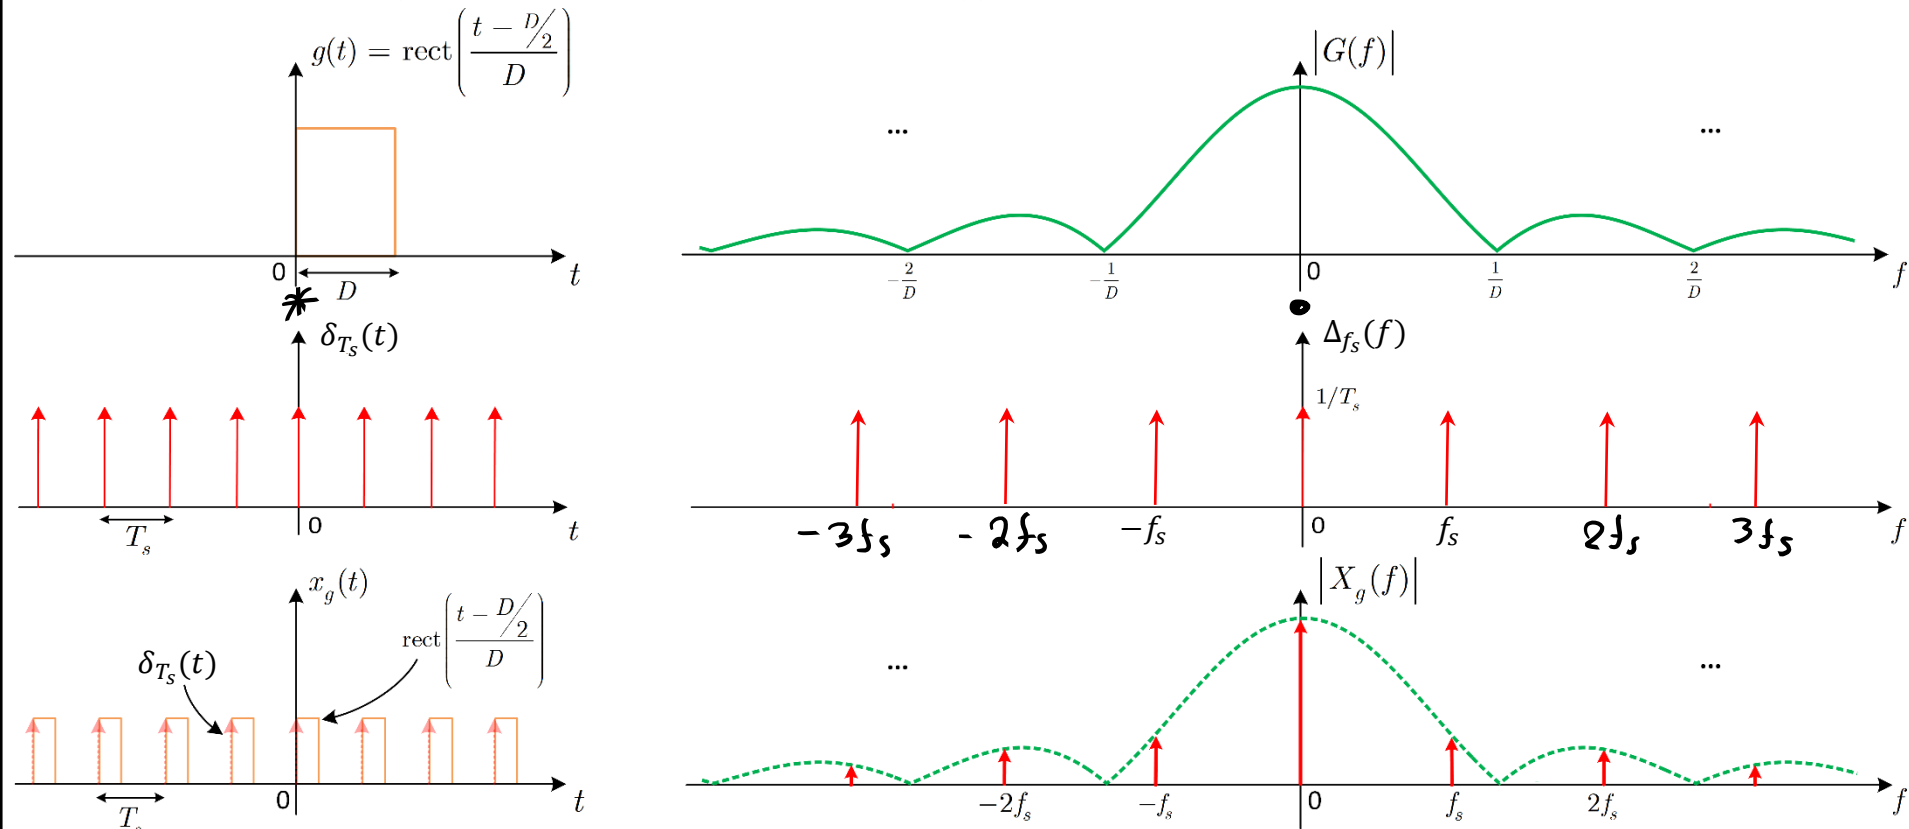 g(t) = rect((t − D/2)/D)
|G(f)|
... ...
0 D t
−2/D −1/D 0 1/D 2/D f
*
δ_{T_s}(t)
Δ_{f_s}(f)
1/T_s
T_s 0 t
−3f_s −2f_s −f_s 0 f_s 2f_s 3f_s f
x_g(t)
rect((t − D/2)/D)
δ_{T_s}(t)
|X_g(f)|
... ...
T_s 0 t
−2f_s −f_s 0 f_s 2f_s f